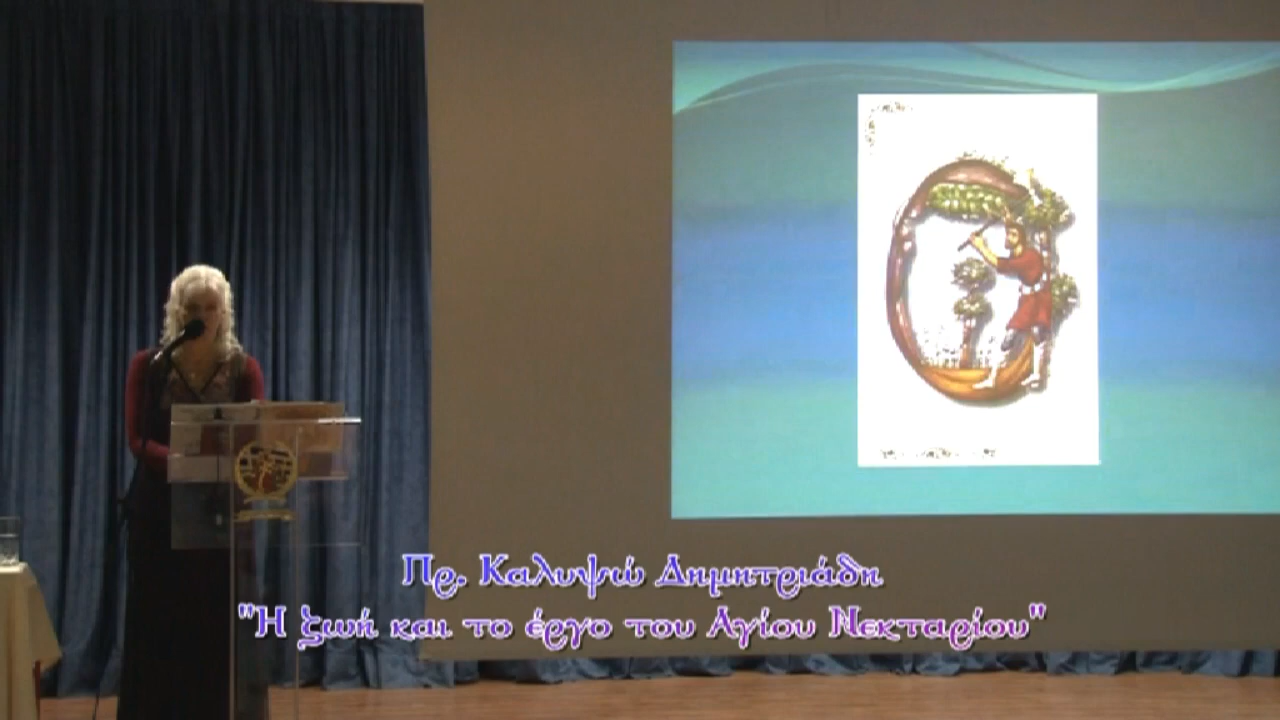 Πρ. Καλυψώ Δημητριάδη
"Η ζωή και το έργο του Αγίου Νεκταρίου"